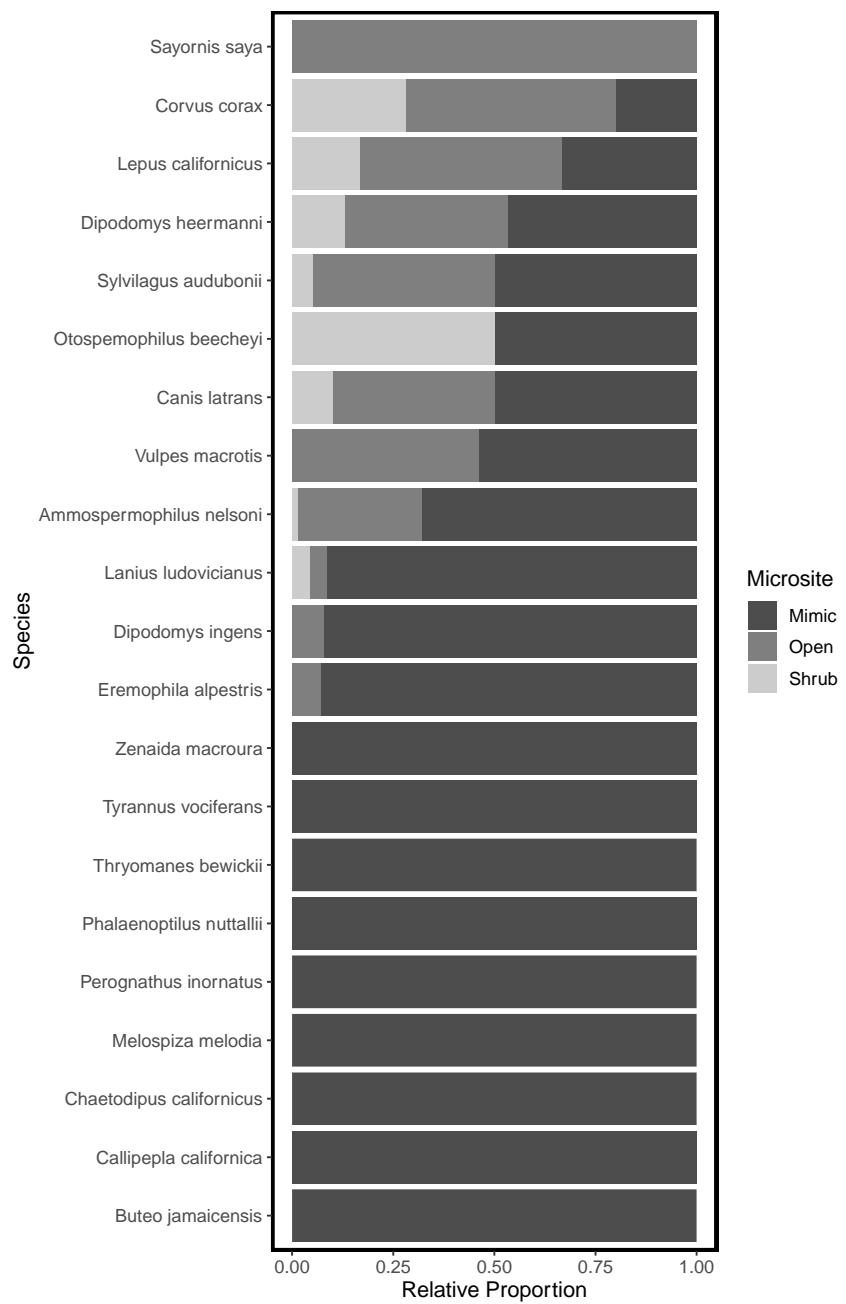 Sayornis saya
Corvus corax
Lepus californicus
Dipodomys heermanni
Sylvilagus audubonii
Otospemophilus beecheyi
Canis latrans
Vulpes macrotis
Ammospermophilus nelsoni
Lanius ludovicianus
Dipodomys ingens
Eremophila alpestris
Zenaida macroura
Tyrannus vociferans
Thryomanes bewickii
Phalaenoptilus nuttallii
Perognathus inornatus
Melospiza melodia
Chaetodipus californicus
Callipepla californica
Buteo jamaicensis
Species
0.00 0.25 0.50 0.75 1.00
Relative Proportion
Microsite
Mimic
Open
Shrub